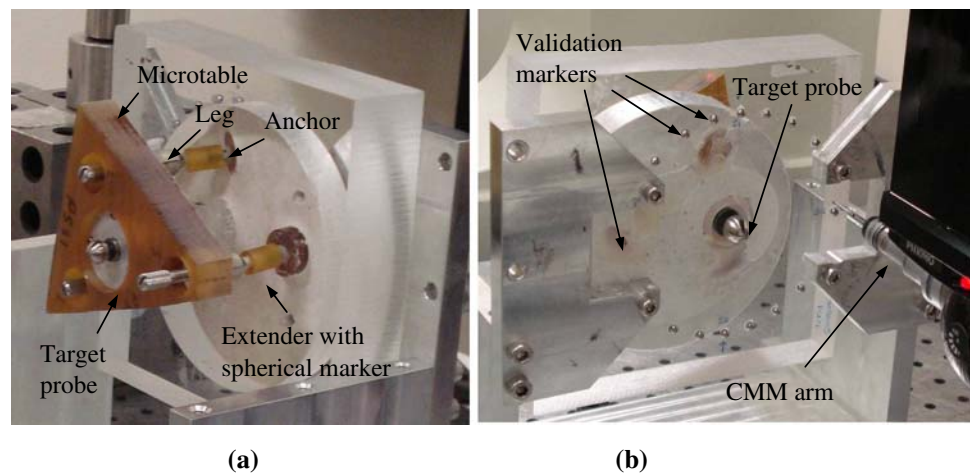 Microtable
Leg
Anchor
Target
probe
Extender with
spherical marker
Validation
markers
Target probe
CMM arm
(a)
(b)